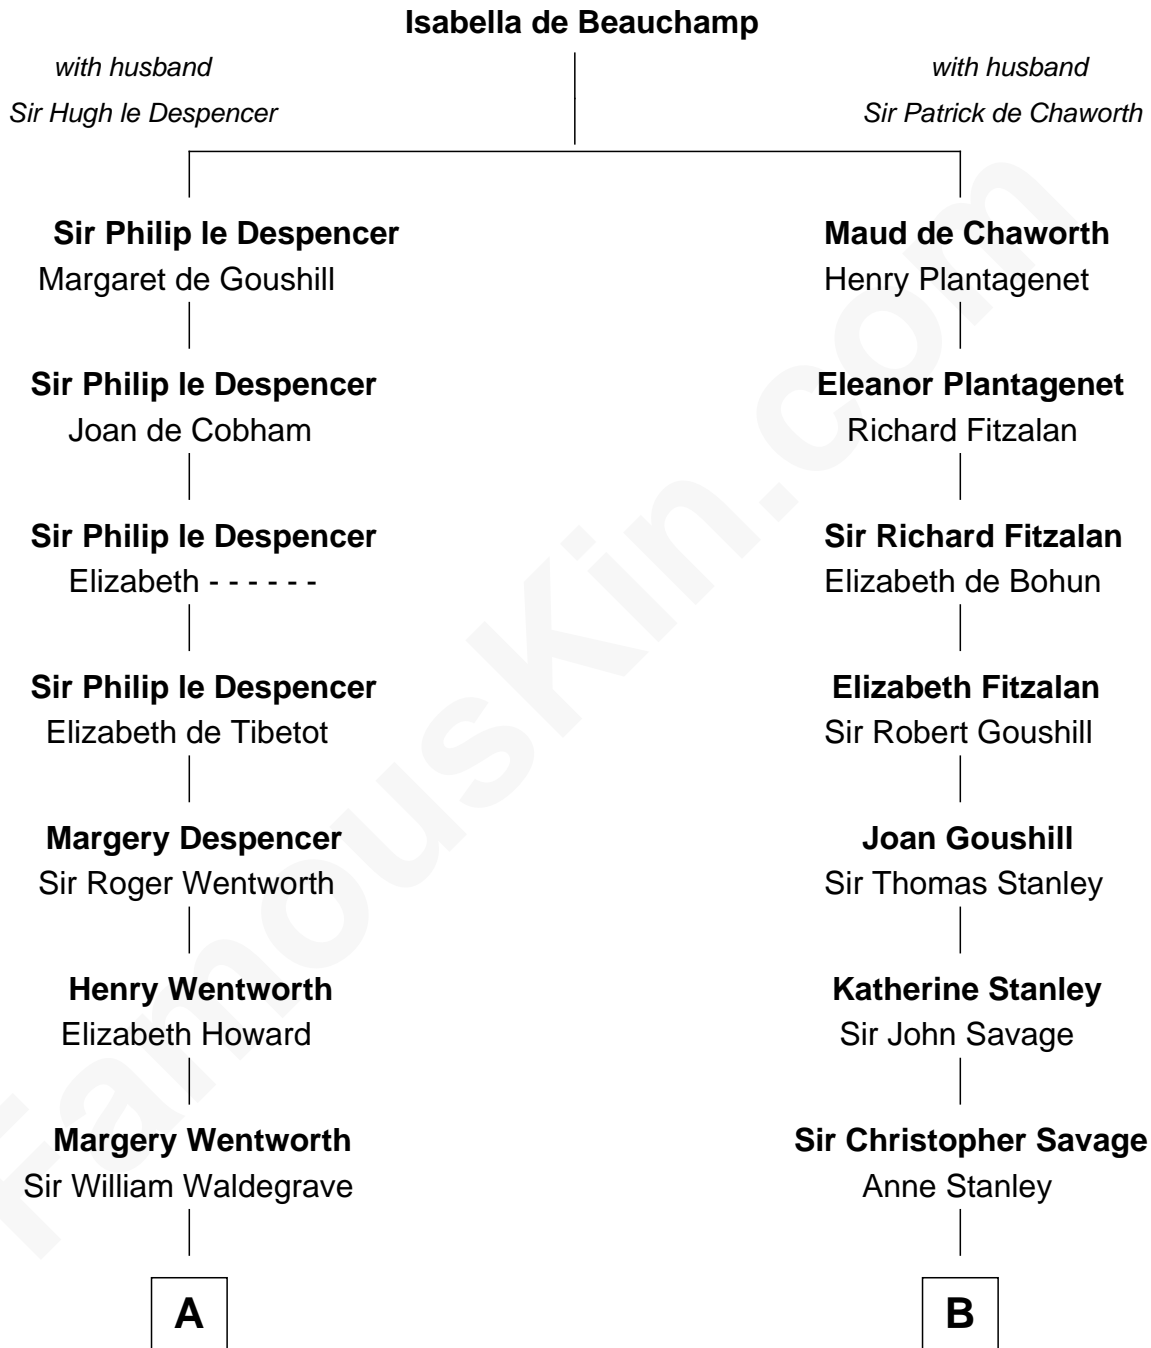 Isabella de Beauchamp
with husband
Sir Hugh le Despencer
with husband
Sir Patrick de Chaworth
Sir Philip le Despencer
Margaret de Goushill
Maud de Chaworth
Henry Plantagenet
Sir Philip le Despencer
Joan de Cobham
Eleanor Plantagenet
Richard Fitzalan
Sir Philip le Despencer
Elizabeth - - - - - -
Sir Richard Fitzalan
Elizabeth de Bohun
Sir Philip le Despencer
Elizabeth de Tibetot
Elizabeth Fitzalan
Sir Robert Goushill
Margery Despencer
Sir Roger Wentworth
Joan Goushill
Sir Thomas Stanley
Henry Wentworth
Elizabeth Howard
Katherine Stanley
Sir John Savage
Margery Wentworth
Sir William Waldegrave
Sir Christopher Savage
Anne Stanley
A
B
FamousKin.com